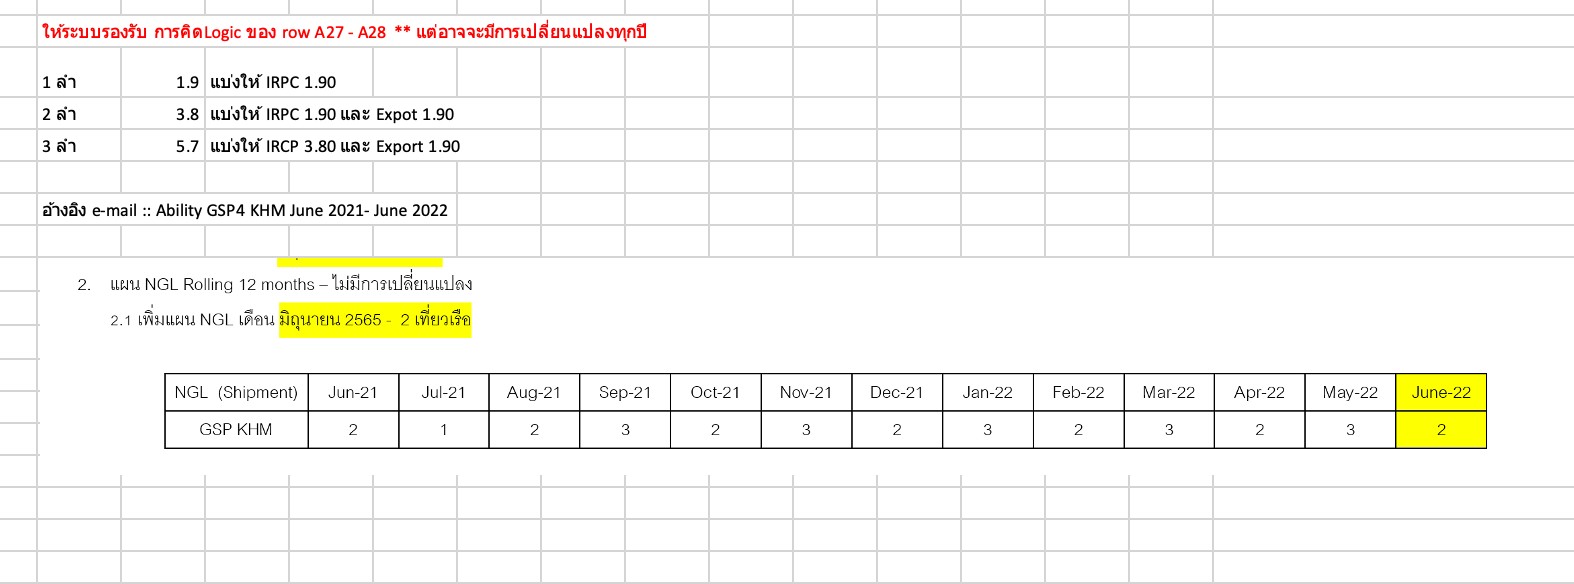 ให้ระบบรองรับ การคิดLogic ของ row A27 - A28 ** แต่อาจจะมีการเปลี่ยนแปลงทุกปี
1 ลำ 1.9 แบ่งให้ IRPC 1.90
2 ลำ 3.8 แบ่งให้ IRPC 1.90 และ Expot 1.90
3 ลำ 5.7 แบ่งให้ IRCP 3.80 และ Export 1.90
อ้างอิง e-mail :: Ability GSP4 KHM June 2021- June 2022
2. แผน NGL Rolling 12 months – ไม่มีการเปลี่ยนแปลง
2.1 เพิ่มแผน NGL เดือน มิถุนายน 2565 - 2 เที่ยวเรือ
NGL (Shipment) Jun-21 Jul-21 Aug-21 Sep-21 Oct-21 Nov-21 Dec-21 Jan-22 Feb-22 Mar-22 Apr-22 May-22 June-22
GSP KHM 2 1 2 3 2 3 2 3 2 3 2 3 2